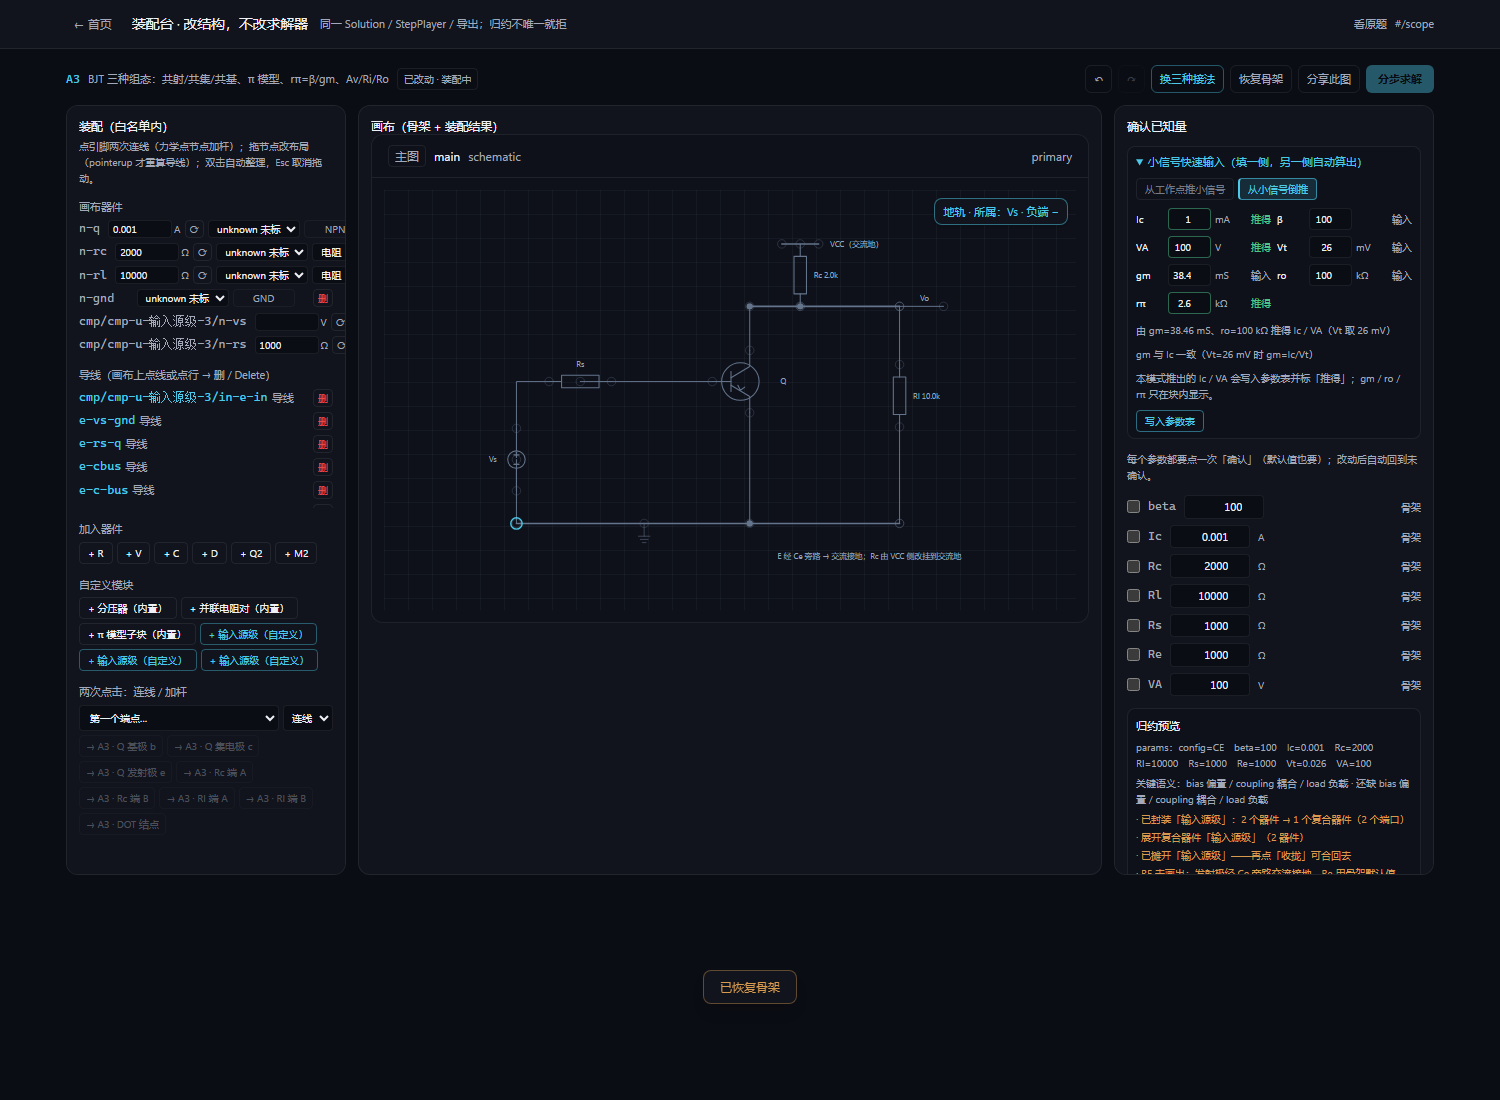 ← 首页 装配台 · 改结构，不改求解器 同一 Solution / StepPlayer / 导出；归约不唯一就拒 看原题 #/scope
A3 BJT 三种组态：共射/共集/共基、π 模型、rπ=β/gm、Av/Ri/Ro 已改动 · 装配中 ↶ ↷ 换三种接法 恢复骨架 分享此图 分步求解
装配（白名单内）
点引脚两次连线（力学点节点加杆）；拖节点改布局
（pointerup 才重算导线）；双击自动整理，Esc 取消拖
动。
画布器件
n-q 0.001 A ⟳ unknown 未标 NPN
n-rc 2000 Ω ⟳ unknown 未标 电阻
n-rl 10000 Ω ⟳ unknown 未标 电阻
n-gnd unknown 未标 GND 删
cmp/cmp-u-输入源级-3/n-vs V ⟳
cmp/cmp-u-输入源级-3/n-rs 1000 Ω ⟳
导线（画布上点线或点行 → 删 / Delete）
cmp/cmp-u-输入源级-3/in-e-in 导线 删
e-vs-gnd 导线 删
e-rs-q 导线 删
e-cbus 导线 删
e-c-bus 导线 删
加入器件
+ R + V + C + D + Q2 + M2
自定义模块
+ 分压器（内置） + 并联电阻对（内置）
+ π 模型子块（内置） + 输入源级（自定义）
+ 输入源级（自定义） + 输入源级（自定义）
两次点击：连线 / 加杆
第一个端点... 连线
→ A3 · Q 基极 b → A3 · Q 集电极 c
→ A3 · Q 发射极 e → A3 · Rc 端 A
→ A3 · Rc 端 B → A3 · Rl 端 A → A3 · Rl 端 B
→ A3 · DOT 结点
画布（骨架 + 装配结果）
主图 main schematic primary
地轨 · 所属：Vs · 负端 −
VCC（交流地）
Rc 2.0k
Vo
Rs
Q
Rl 10.0k
Vs
E 经 Ce 旁路 → 交流接地；Rc 由 VCC 侧改挂到交流地
确认已知量
▼ 小信号快速输入（填一侧，另一侧自动算出）
从工作点推小信号 从小信号倒推
Ic 1 mA 推得 β 100 输入
VA 100 V 推得 Vt 26 mV 输入
gm 38.4 mS 输入 ro 100 kΩ 输入
rπ 2.6 kΩ 推得
由 gm=38.46 mS、ro=100 kΩ 推得 Ic / VA（Vt 取 26 mV）
gm 与 Ic 一致（Vt=26 mV 时 gm=Ic/Vt）
本模式推出的 Ic / VA 会写入参数表并标「推得」；gm / ro /
rπ 只在块内显示。
写入参数表
每个参数都要点一次「确认」（默认值也要）；改动后自动回到未
确认。
beta 100 骨架
Ic 0.001 A 骨架
Rc 2000 Ω 骨架
Rl 10000 Ω 骨架
Rs 1000 Ω 骨架
Re 1000 Ω 骨架
VA 100 V 骨架
归约预览
params：config=CE beta=100 Ic=0.001 Rc=2000
Rl=10000 Rs=1000 Re=1000 Vt=0.026 VA=100
关键语义：bias 偏置 / coupling 耦合 / load 负载 · 还缺 bias 偏
置 / coupling 耦合 / load 负载
· 已封装「输入源级」：2 个器件 → 1 个复合器件（2 个端口）
· 展开复合器件「输入源级」（2 器件）
· 已摊开「输入源级」——再点「收拢」可合回去
· RE 未画出：发射极经 Ce 旁路交流接地，Re 用骨架默认值
已恢复骨架